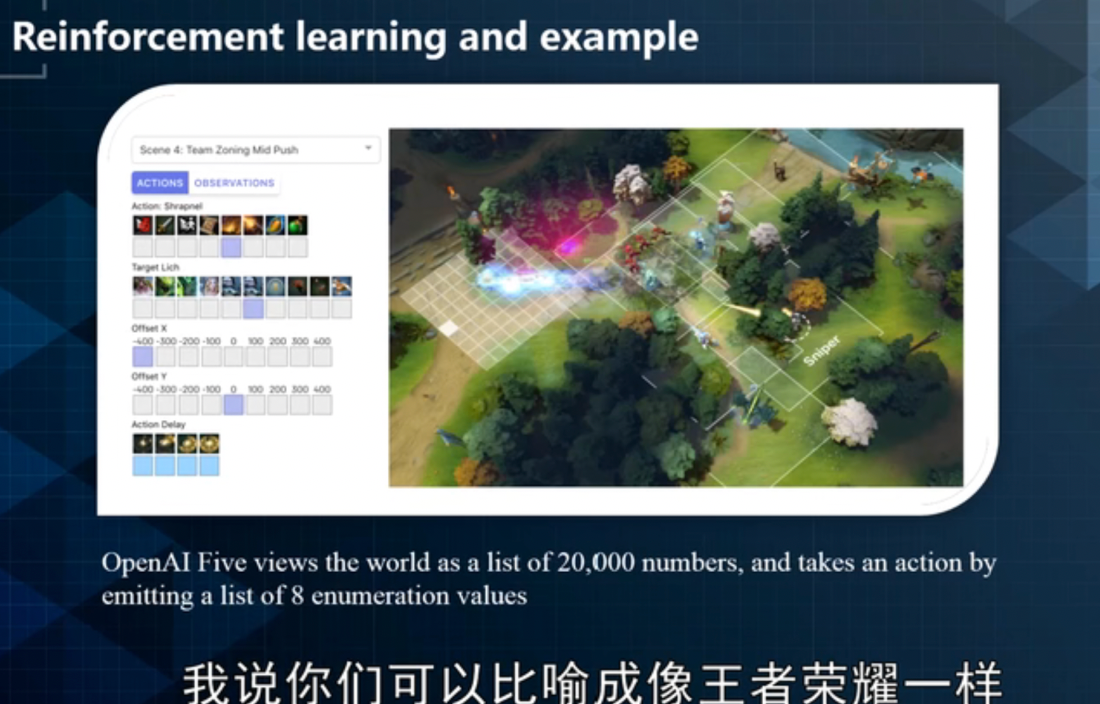 Reinforcement learning and example
Scene 4: Team Zoning Mid Push
ACTIONS OBSERVATIONS
Action: Shrapnel
Target Lich
Offset X
-400 -300 -200 -100 0 100 200 300 400
Offset Y
-400 -300 -200 -100 0 100 200 300 400
Action Delay
Sniper
OpenAI Five views the world as a list of 20,000 numbers, and takes an action by
emitting a list of 8 enumeration values
我说你们可以比喻成像王者荣耀一样